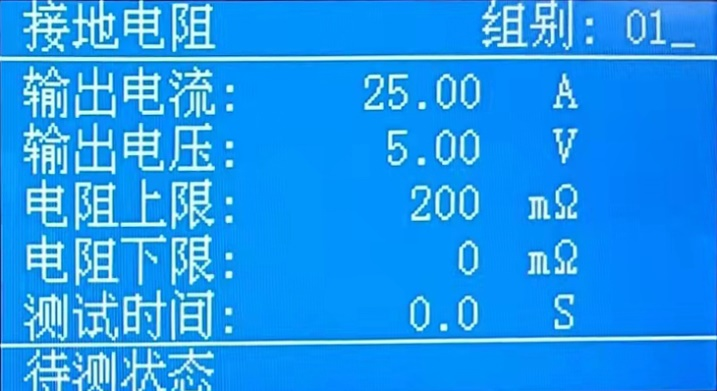 接地电阻 组别: 01_
输出电流: 25.00 A
输出电压: 5.00 V
电阻上限: 200 mΩ
电阻下限: 0 mΩ
测试时间: 0.0 S
待测状态